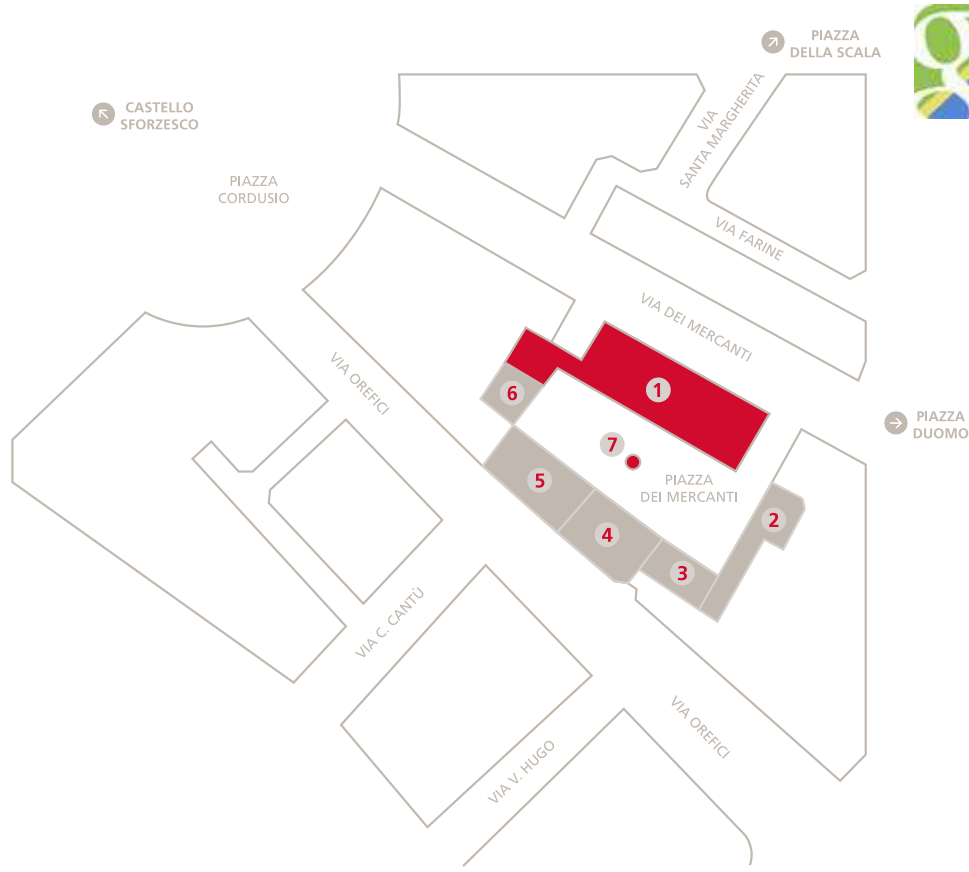 PIAZZA
DELLA SCALA
CASTELLO
SFORZESCO
PIAZZA
CORDUSIO
VIA
SANTA MARGHERITA
VIA FARINE
VIA DEI MERCANTI
VIA OREFICI
1
6
PIAZZA
DUOMO
7
5
PIAZZA
DEI MERCANTI
2
4
3
VIA C. CANTÙ
VIA OREFICI
VIA V. HUGO